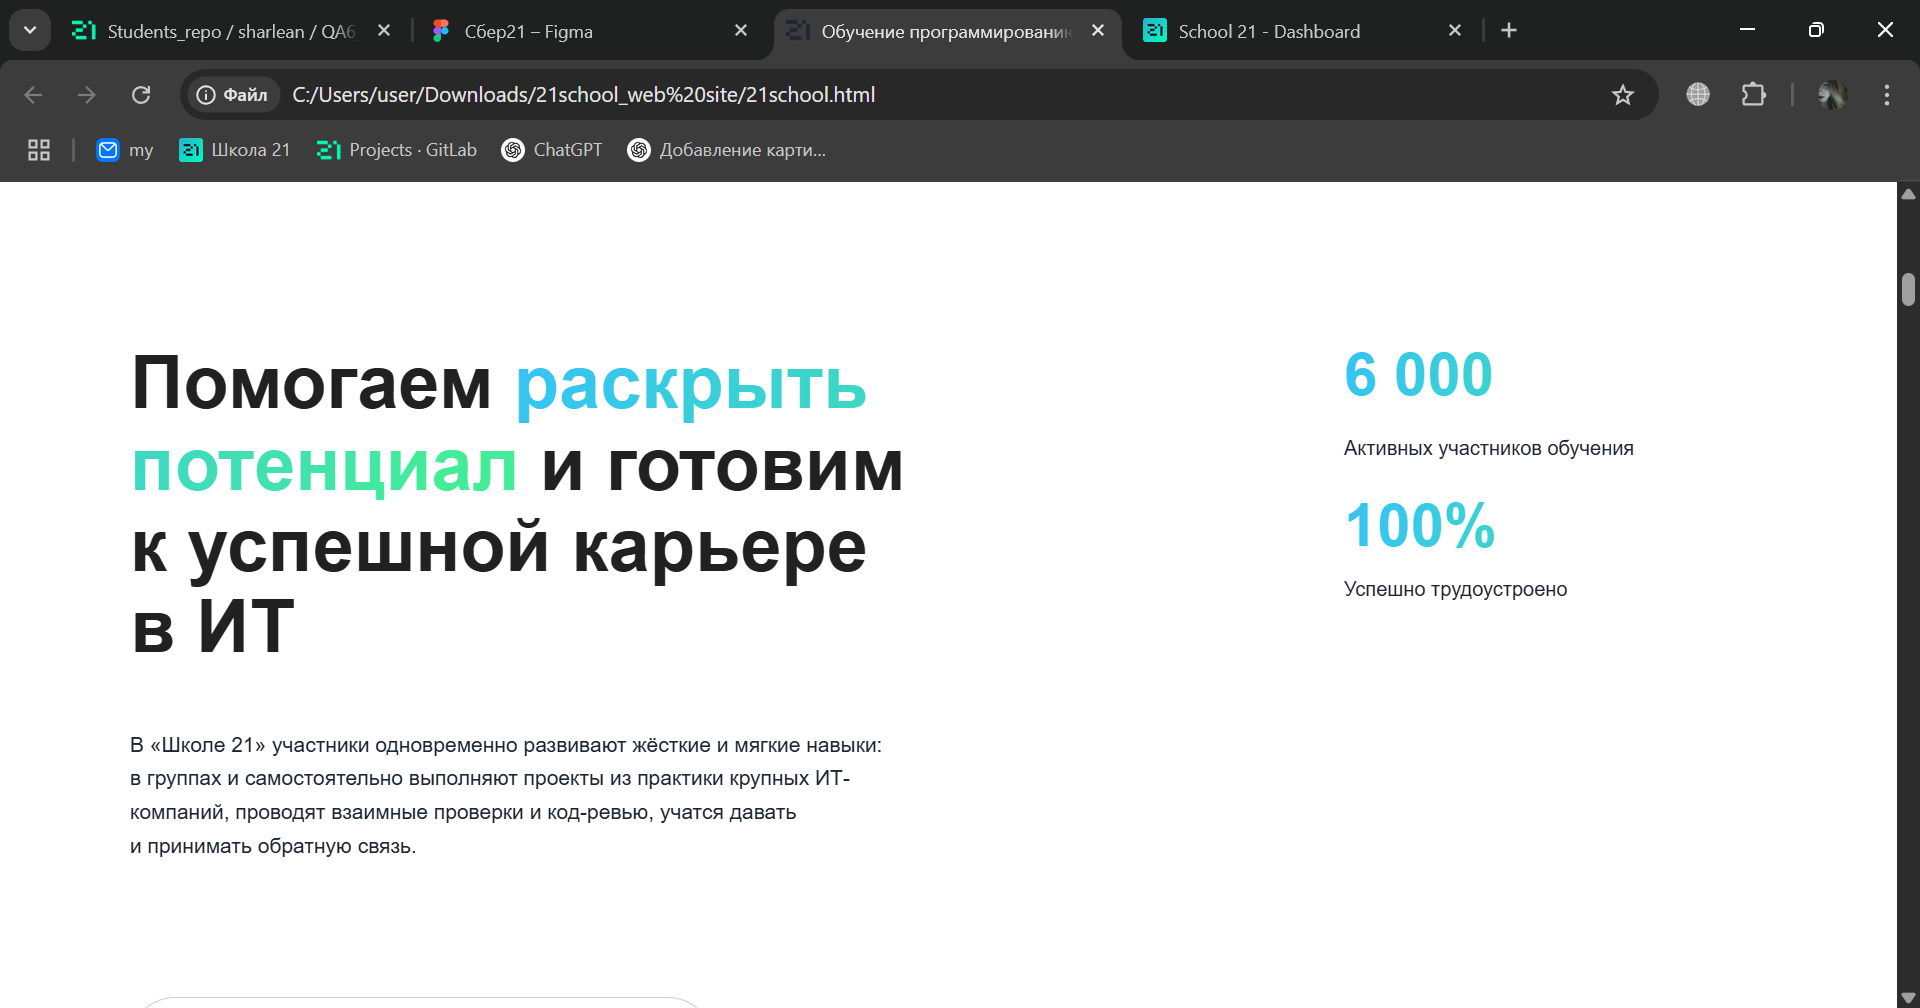 Students_repo / sharlean / QA6
Сбер21 – Figma
Обучение программировани
School 21 - Dashboard
Файл
C:/Users/user/Downloads/21school_web%20site/21school.html
my
Школа 21
Projects · GitLab
ChatGPT
Добавление карти...
Помогаем раскрыть
потенциал и готовим
к успешной карьере
в ИТ
6 000
Активных участников обучения
100%
Успешно трудоустроено
В «Школе 21» участники одновременно развивают жёсткие и мягкие навыки:
в группах и самостоятельно выполняют проекты из практики крупных ИТ-
компаний, проводят взаимные проверки и код-ревью, учатся давать
и принимать обратную связь.